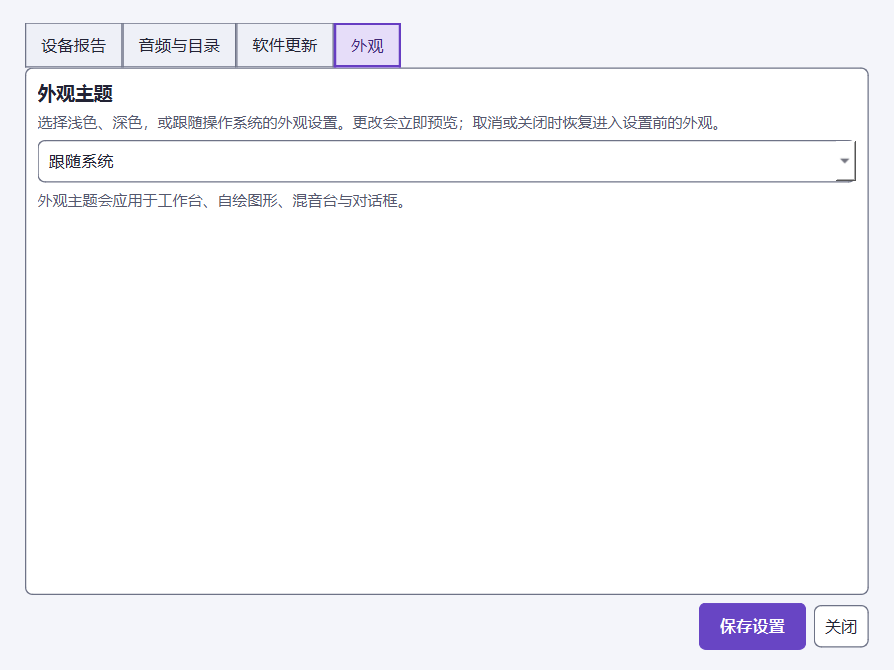 设备报告
音频与目录
软件更新
外观
外观主题
选择浅色、深色，或跟随操作系统的外观设置。更改会立即预览；取消或关闭时恢复进入设置前的外观。
跟随系统
外观主题会应用于工作台、自绘图形、混音台与对话框。
保存设置
关闭